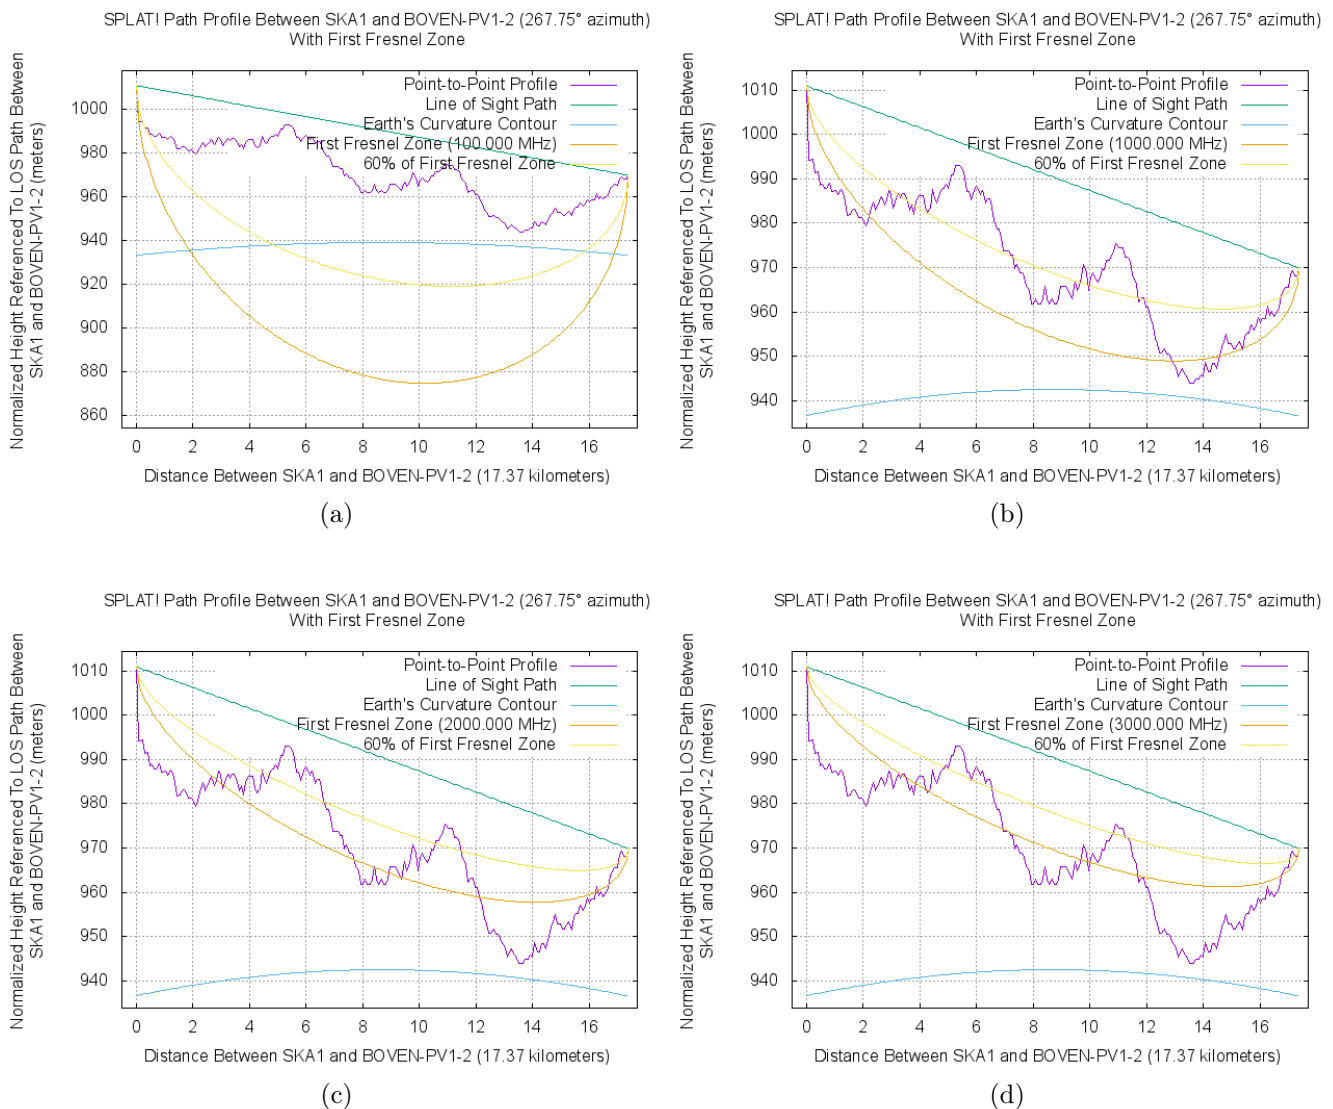 SPLAT! Path Profile Between SKA1 and BOVEN-PV1-2 (267.75° azimuth)
With First Fresnel Zone
Normalized Height Referenced To LOS Path Between
SKA1 and BOVEN-PV1-2 (meters)
1000
980
960
940
920
900
880
860
Point-to-Point Profile
Line of Sight Path
Earth's Curvature Contour
First Fresnel Zone (100.000 MHz)
60% of First Fresnel Zone
0 2 4 6 8 10 12 14 16
Distance Between SKA1 and BOVEN-PV1-2 (17.37 kilometers)
(a)
SPLAT! Path Profile Between SKA1 and BOVEN-PV1-2 (267.75° azimuth)
With First Fresnel Zone
Normalized Height Referenced To LOS Path Between
SKA1 and BOVEN-PV1-2 (meters)
1010
1000
990
980
970
960
950
940
Point-to-Point Profile
Line of Sight Path
Earth's Curvature Contour
First Fresnel Zone (1000.000 MHz)
60% of First Fresnel Zone
0 2 4 6 8 10 12 14 16
Distance Between SKA1 and BOVEN-PV1-2 (17.37 kilometers)
(b)
SPLAT! Path Profile Between SKA1 and BOVEN-PV1-2 (267.75° azimuth)
With First Fresnel Zone
Normalized Height Referenced To LOS Path Between
SKA1 and BOVEN-PV1-2 (meters)
1010
1000
990
980
970
960
950
940
Point-to-Point Profile
Line of Sight Path
Earth's Curvature Contour
First Fresnel Zone (2000.000 MHz)
60% of First Fresnel Zone
0 2 4 6 8 10 12 14 16
Distance Between SKA1 and BOVEN-PV1-2 (17.37 kilometers)
(c)
SPLAT! Path Profile Between SKA1 and BOVEN-PV1-2 (267.75° azimuth)
With First Fresnel Zone
Normalized Height Referenced To LOS Path Between
SKA1 and BOVEN-PV1-2 (meters)
1010
1000
990
980
970
960
950
940
Point-to-Point Profile
Line of Sight Path
Earth's Curvature Contour
First Fresnel Zone (3000.000 MHz)
60% of First Fresnel Zone
0 2 4 6 8 10 12 14 16
Distance Between SKA1 and BOVEN-PV1-2 (17.37 kilometers)
(d)